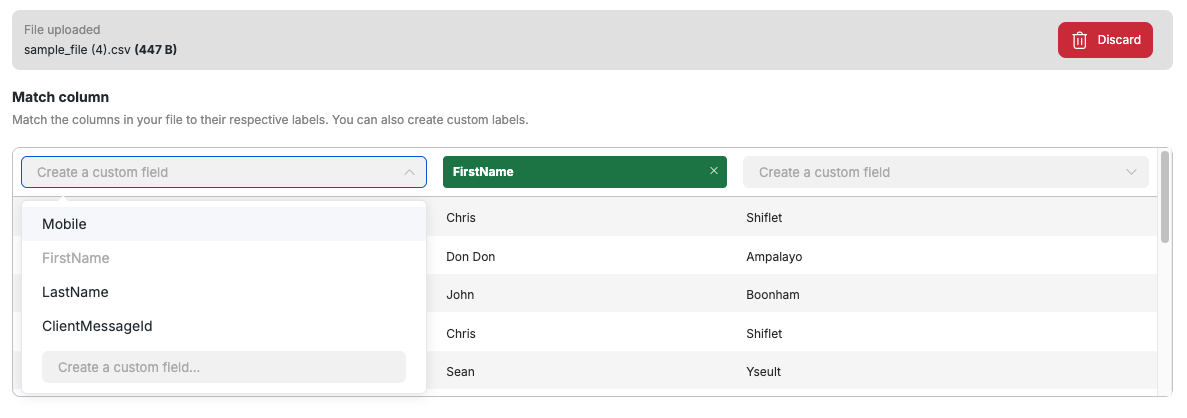 File uploaded
sample_file (4).csv (447 B)
Discard
Match column
Match the columns in your file to their respective labels. You can also create custom labels.
Create a custom field
FirstName
Create a custom field
Mobile
FirstName
LastName
ClientMessageId
Create a custom field...
Chris Shiflet
Don Don Ampalayo
John Boonham
Chris Shiflet
Sean Yseult